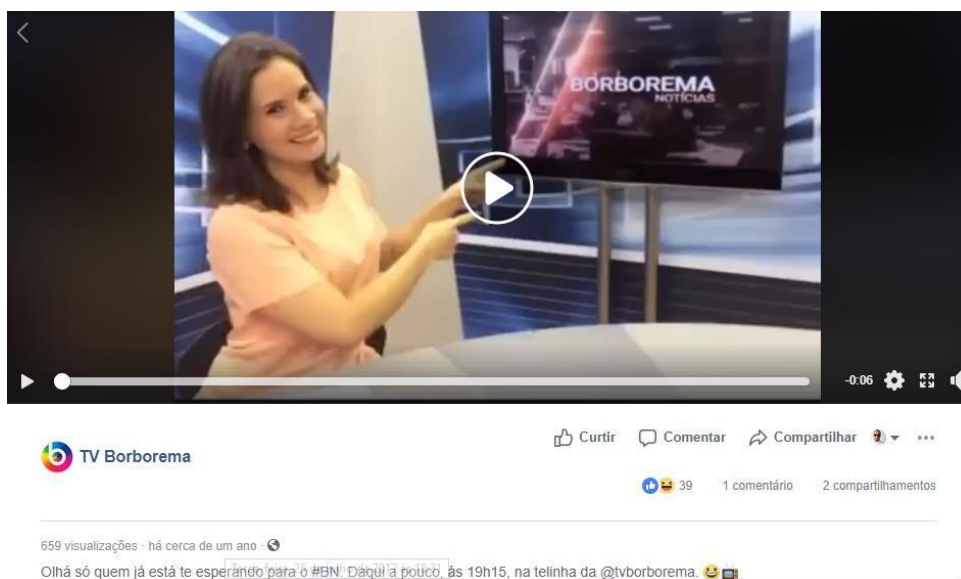 BORBOREMA
NOTÍCIAS
-0:06
TV Borborema
Curtir Comentar Compartilhar
39 1 comentário 2 compartilhamentos
659 visualizações · há cerca de um ano ·
Olhá só quem já está te esperando para o #BN. Daqui a pouco, às 19h15, na telinha da @tvborborema.